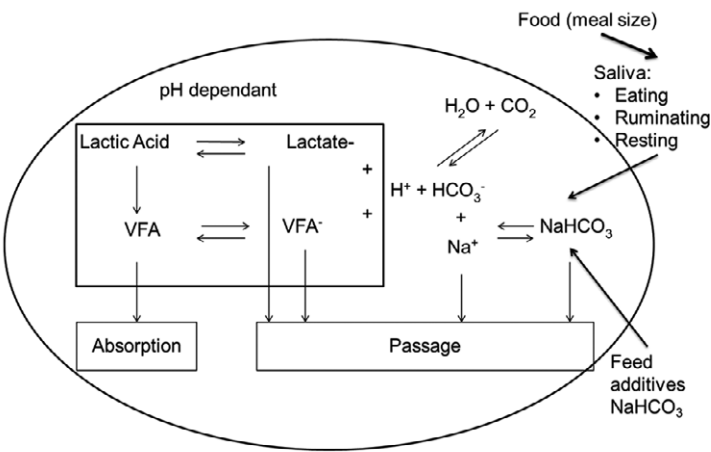 Food (meal size)
Saliva:
• Eating
• Ruminating
• Resting
pH dependant
H₂O + CO₂
Lactic Acid
Lactate-
+
H⁺ + HCO₃⁻
+
+
VFA
VFA⁻
NaHCO₃
Na⁺
Absorption
Passage
Feed
additives
NaHCO₃